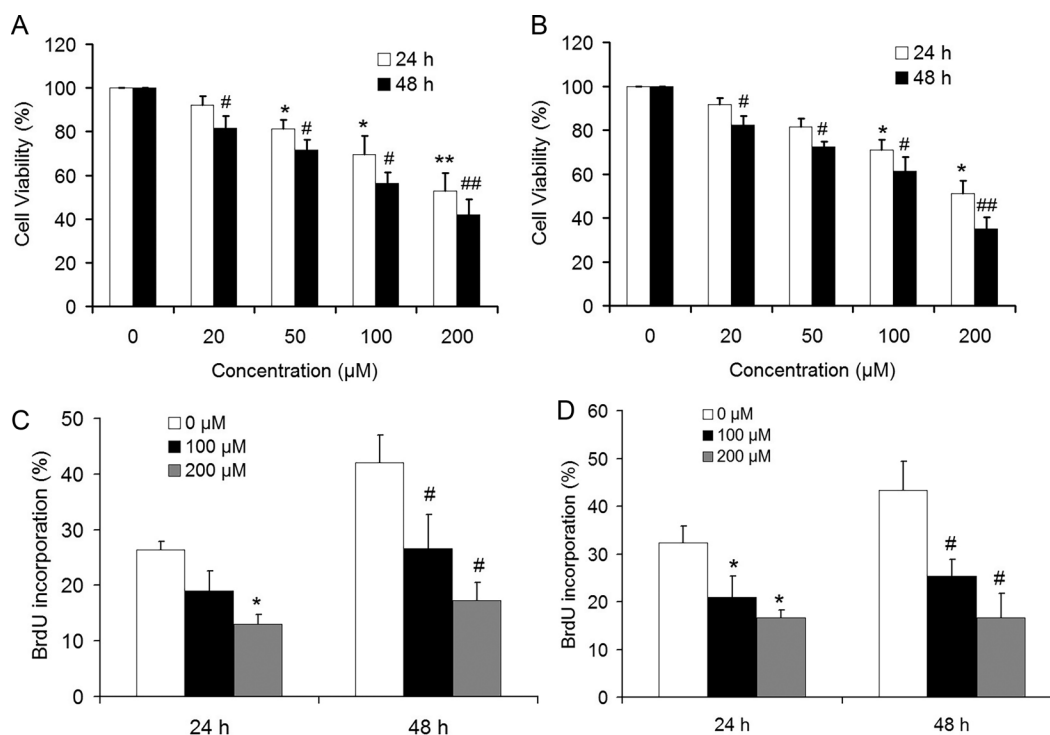 A
120
100
80
60
40
20
0
Cell Viability (%)
24 h
48 h
#
*
#
*
#
**
##
0 20 50 100 200
Concentration (µM)
B
120
100
80
60
40
20
0
Cell Viability (%)
24 h
48 h
#
#
*
#
*
##
0 20 50 100 200
Concentration (µM)
C
50
40
30
20
10
0
BrdU incorporation (%)
0 µM
100 µM
200 µM
*
#
#
24 h 48 h
D
60
50
40
30
20
10
0
BrdU incorporation (%)
0 µM
100 µM
200 µM
*
*
#
#
24 h 48 h